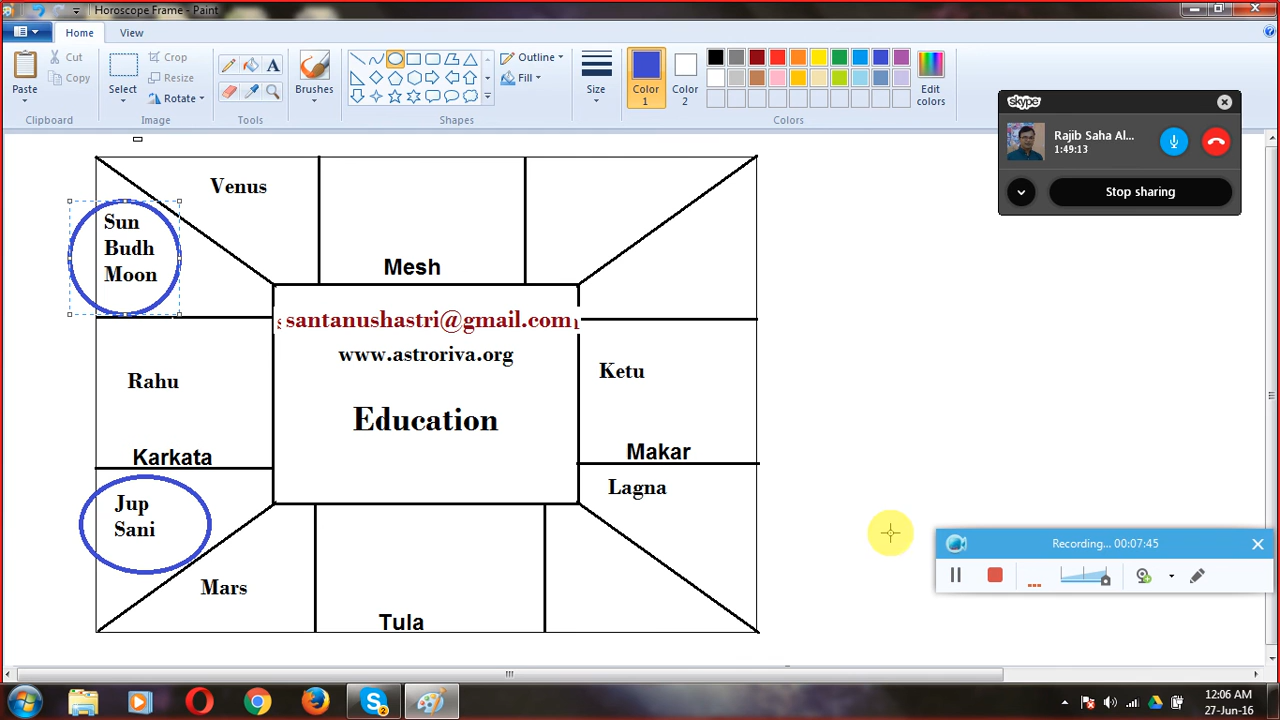 Horoscope Frame - Paint
Home
View
Paste
Cut
Copy
Clipboard
Select
Crop
Resize
Rotate
Image
Tools
Brushes
Outline
Fill
Shapes
Size
Color 1
Color 2
Edit colors
Colors
skype
Rajib Saha Al...
1:49:13
Stop sharing
Venus
Sun
Budh
Moon
Mesh
santanushastri@gmail.com
www.astroriva.org
Education
Rahu
Karkata
Ketu
Makar
Jup
Sani
Lagna
Mars
Tula
Recording... 00:07:45
2
12:06 AM
27-Jun-16